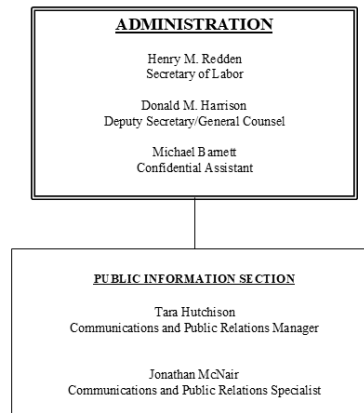 ADMINISTRATION
Henry M. Redden
Secretary of Labor
Donald M. Harrison
Deputy Secretary/General Counsel
Michael Barnett
Confidential Assistant
PUBLIC INFORMATION SECTION
Tara Hutchison
Communications and Public Relations Manager
Jonathan McNair
Communications and Public Relations Specialist